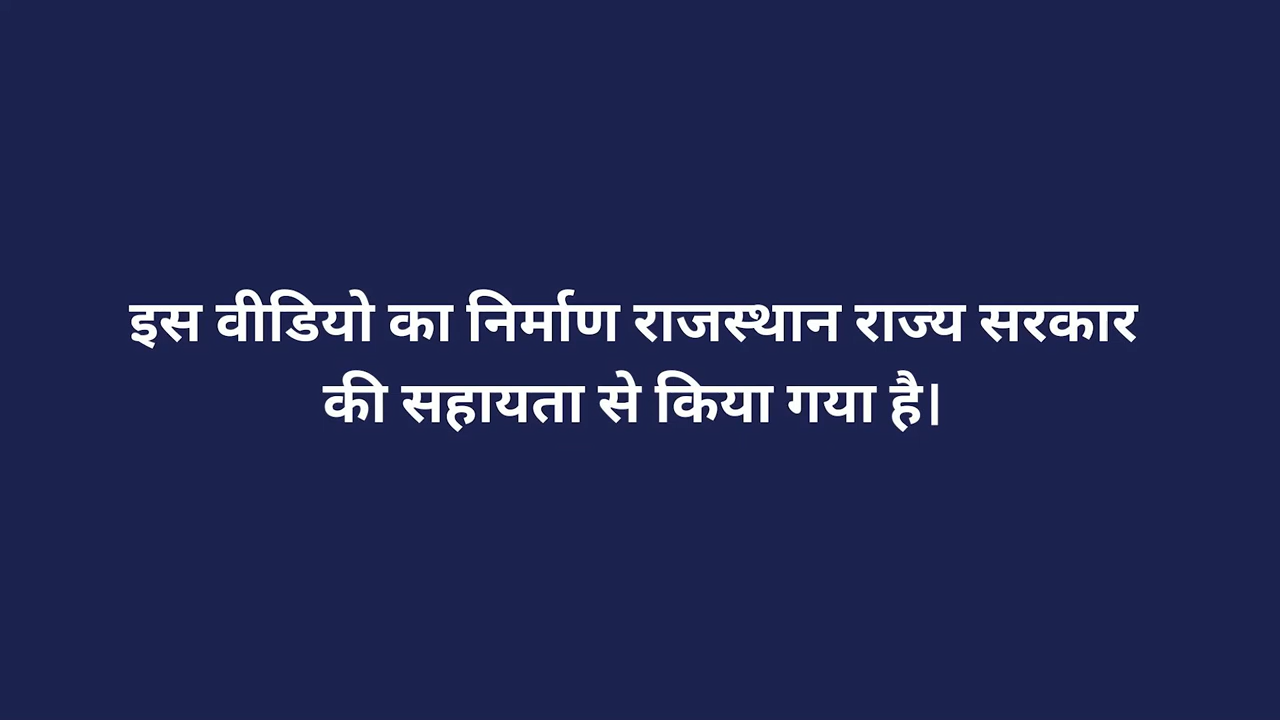 इस वीडियो का निर्माण राजस्थान राज्य सरकार
की सहायता से किया गया है।